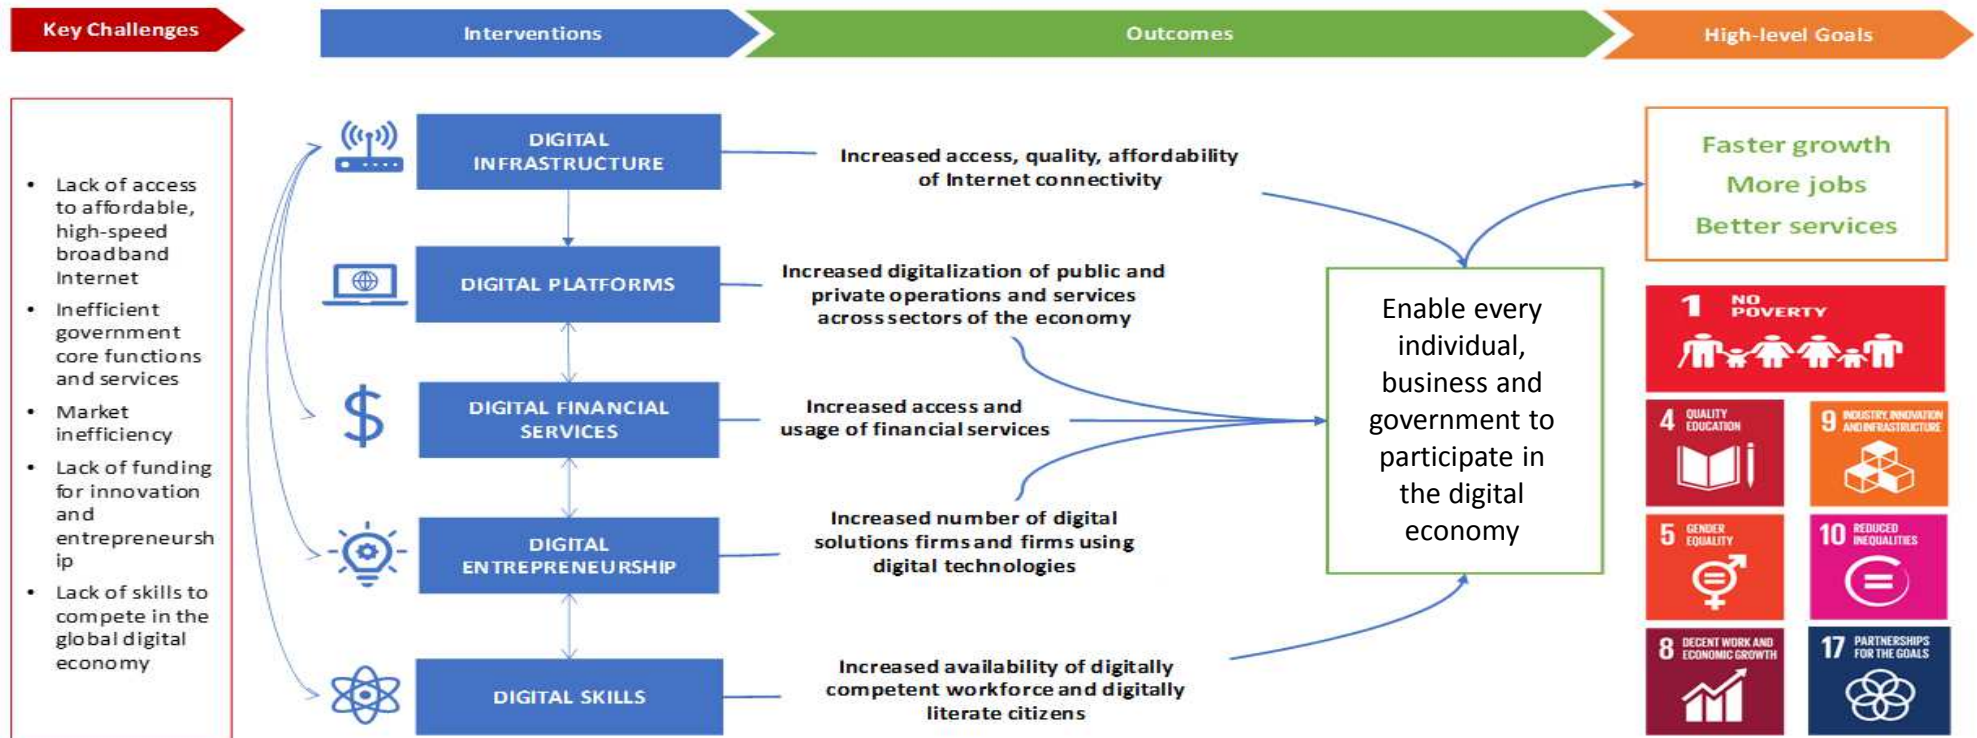 Key Challenges
Interventions
Outcomes
High-level Goals
• Lack of access
to affordable,
high-speed
broadband
Internet
• Inefficient
government
core functions
and services
• Market
inefficiency
• Lack of funding
for innovation
and
entrepreneursh
ip
• Lack of skills to
compete in the
global digital
economy
DIGITAL
INFRASTRUCTURE
DIGITAL PLATFORMS
DIGITAL FINANCIAL
SERVICES
DIGITAL
ENTREPRENEURSHIP
DIGITAL SKILLS
Increased access, quality, affordability
of Internet connectivity
Increased digitalization of public and
private operations and services
across sectors of the economy
Increased access and
usage of financial services
Increased number of digital
solutions firms and firms using
digital technologies
Increased availability of digitally
competent workforce and digitally
literate citizens
Enable every
individual,
business and
government to
participate in
the digital
economy
Faster growth
More jobs
Better services
1 NO
POVERTY
4 QUALITY
EDUCATION
9 INDUSTRY, INNOVATION
AND INFRASTRUCTURE
5 GENDER
EQUALITY
10 REDUCED
INEQUALITIES
8 DECENT WORK AND
ECONOMIC GROWTH
17 PARTNERSHIPS
FOR THE GOALS